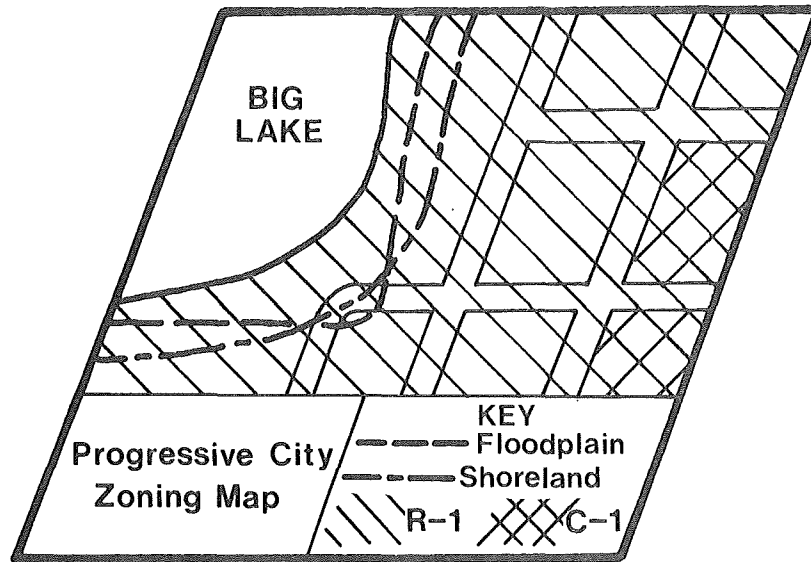 BIG
LAKE
Progressive City
Zoning Map
KEY
Floodplain
Shoreland
R-1
C-1